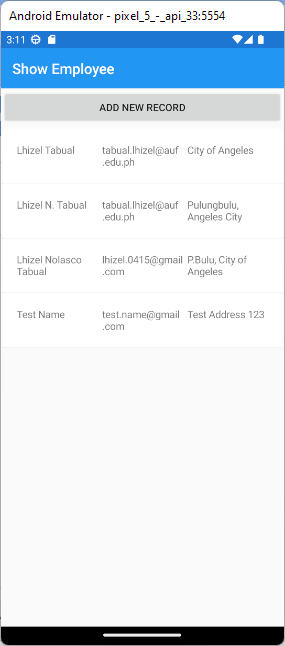 Android Emulator - pixel_5_-_api_33:5554
3:11
Show Employee
ADD NEW RECORD
Lhizel Tabual tabual.lhizel@auf City of Angeles
.edu.ph
Lhizel N. Tabual tabual.lhizel@auf Pulungbulu,
.edu.ph Angeles City
Lhizel Nolasco lhizel.0415@gmail P.Bulu, City of
Tabual .com Angeles
Test Name test.name@gmail Test Address 123
.com